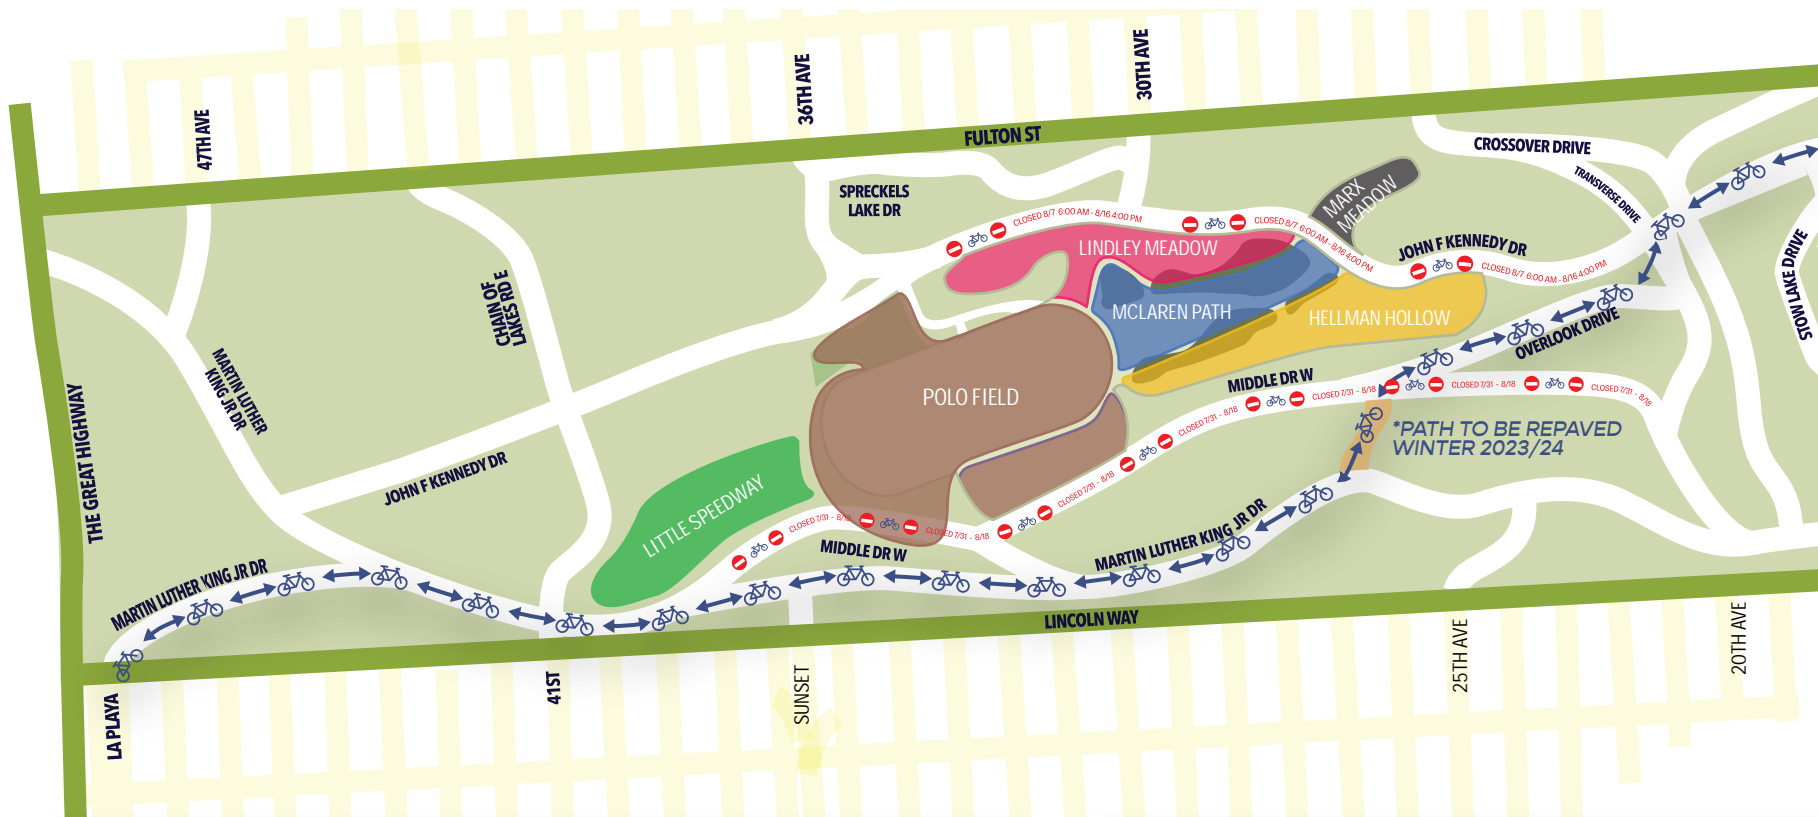 47TH AVE
36TH AVE
30TH AVE
FULTON ST
CROSSOVER DRIVE
TRANSVERSE DRIVE
SPRECKELS
LAKE DR
MARX
MEADOW
CLOSED 8/7 6:00 AM - 8/16 4:00 PM
CLOSED 8/7 6:00 AM - 8/16 4:00 PM
CLOSED 8/7 6:00 AM - 8/16 4:00 PM
JOHN F KENNEDY DR
LINDLEY MEADOW
STOW LAKE DRIVE
CHAIN OF
LAKES RD E
MCLAREN PATH
HELLMAN HOLLOW
OVERLOOK DRIVE
MARTIN LUTHER
KING JR DR
THE GREAT HIGHWAY
POLO FIELD
MIDDLE DR W
CLOSED 7/31 - 8/18
CLOSED 7/31 - 8/18
CLOSED 7/31 - 8/18
CLOSED 7/31 - 8/18
*PATH TO BE REPAVED
WINTER 2023/24
JOHN F KENNEDY DR
LITTLE SPEEDWAY
CLOSED 7/31 - 8/18
CLOSED 7/31 - 8/18
CLOSED 7/31 - 8/18
MIDDLE DR W
MARTIN LUTHER KING JR DR
MARTIN LUTHER KING JR DR
LINCOLN WAY
LA PLAYA
41ST
SUNSET
25TH AVE
20TH AVE